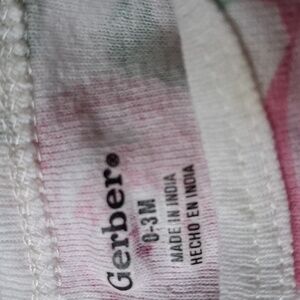 Gerber®
0-3M
MADE IN INDIA
HECHO EN INDIA